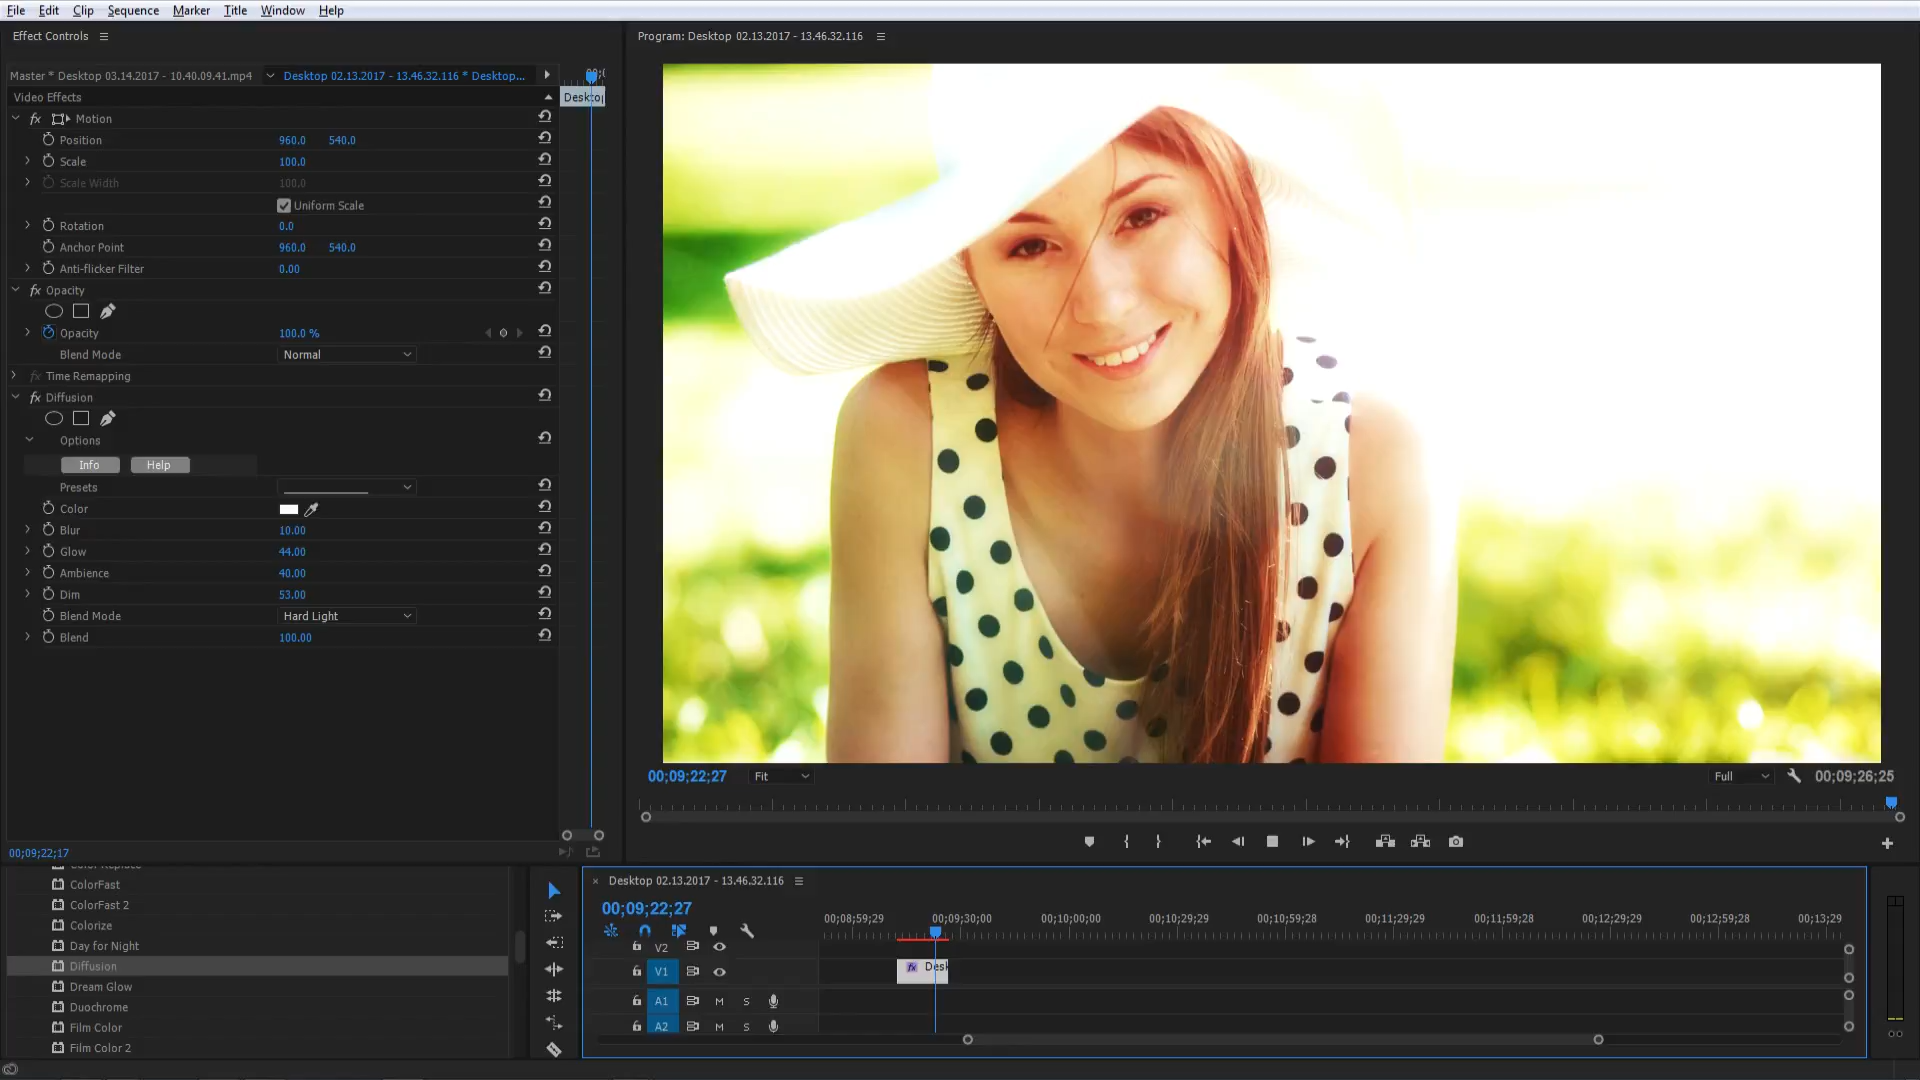 File Edit Clip Sequence Marker Title Window Help
Effect Controls
Master * Desktop 03.14.2017 - 10.40.09.41.mp4
Desktop 02.13.2017 - 13.46.32.116 * Desktop...
Video Effects
Motion
Position 960.0 540.0
Scale 100.0
Scale Width 100.0
Uniform Scale
Rotation 0.0
Anchor Point 960.0 540.0
Anti-flicker Filter 0.00
fx Opacity
Opacity 100.0 %
Blend Mode Normal
fx Time Remapping
fx Diffusion
Options
Info Help
Presets
Color
Blur 10.00
Glow 44.00
Ambience 40.00
Dim 53.00
Blend Mode Hard Light
Blend 100.00
00;09;22;17
Program: Desktop 02.13.2017 - 13.46.32.116
00;09;22;27 Fit Full 00;09;26;25
ColorFast
ColorFast 2
Colorize
Day for Night
Diffusion
Dream Glow
Duochrome
Film Color
Film Color 2
× Desktop 02.13.2017 - 13.46.32.116
00;09;22;27
00;08;59;29 00;09;30;00 00;10;00;00 00;10;29;29 00;10;59;28 00;11;29;29 00;11;59;28 00;12;29;29 00;12;59;28 00;13;29
V2
V1 fx Desk
A1 M S
A2 M S